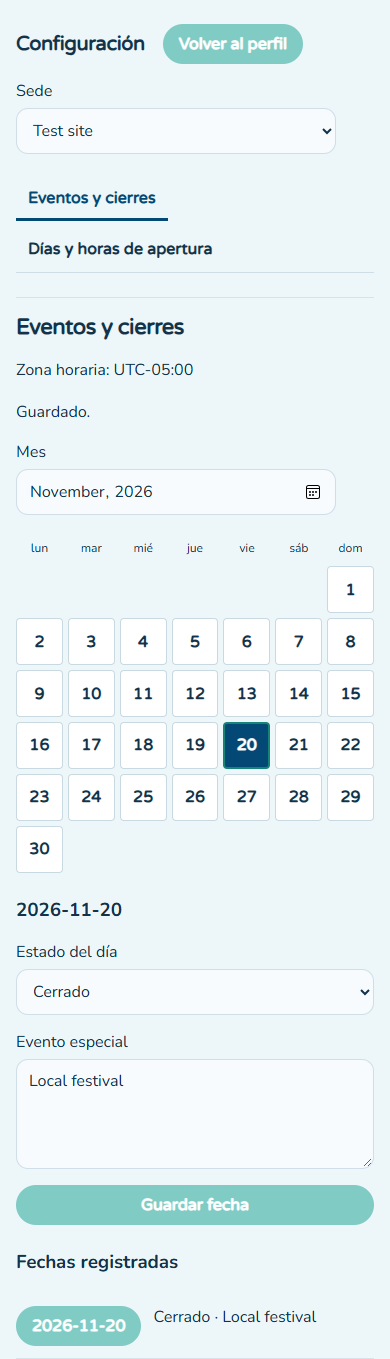 Configuración Volver al perfil
Sede
Test site
Eventos y cierres
Días y horas de apertura
Eventos y cierres
Zona horaria: UTC-05:00
Guardado.
Mes
November, 2026
lun mar mié jue vie sáb dom
1
2 3 4 5 6 7 8
9 10 11 12 13 14 15
16 17 18 19 20 21 22
23 24 25 26 27 28 29
30
2026-11-20
Estado del día
Cerrado
Evento especial
Local festival
Guardar fecha
Fechas registradas
2026-11-20 Cerrado · Local festival